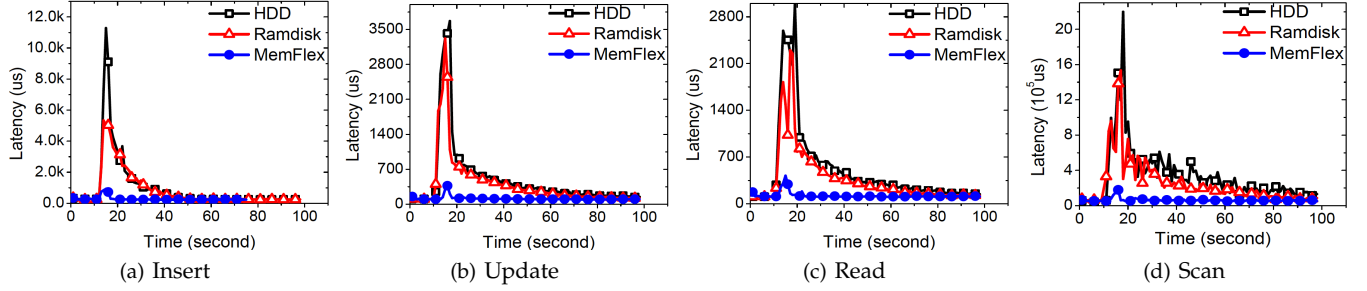 12.0k
10.0k
8.0k
6.0k
4.0k
2.0k
0.0
0 20 40 60 80 100
Latency (us)
Time (second)
HDD
Ramdisk
MemFlex
(a) Insert
3500
2800
2100
1400
700
0
0 20 40 60 80 100
Latency (us)
Time (second)
HDD
Ramdisk
MemFlex
(b) Update
2800
2100
1400
700
0
0 20 40 60 80 100
Latency (us)
Time (second)
HDD
Ramdisk
MemFlex
(c) Read
20
16
12
8
4
0
0 20 40 60 80 100
Latency (10⁵us)
Time (second)
HDD
Ramdisk
MemFlex
(d) Scan